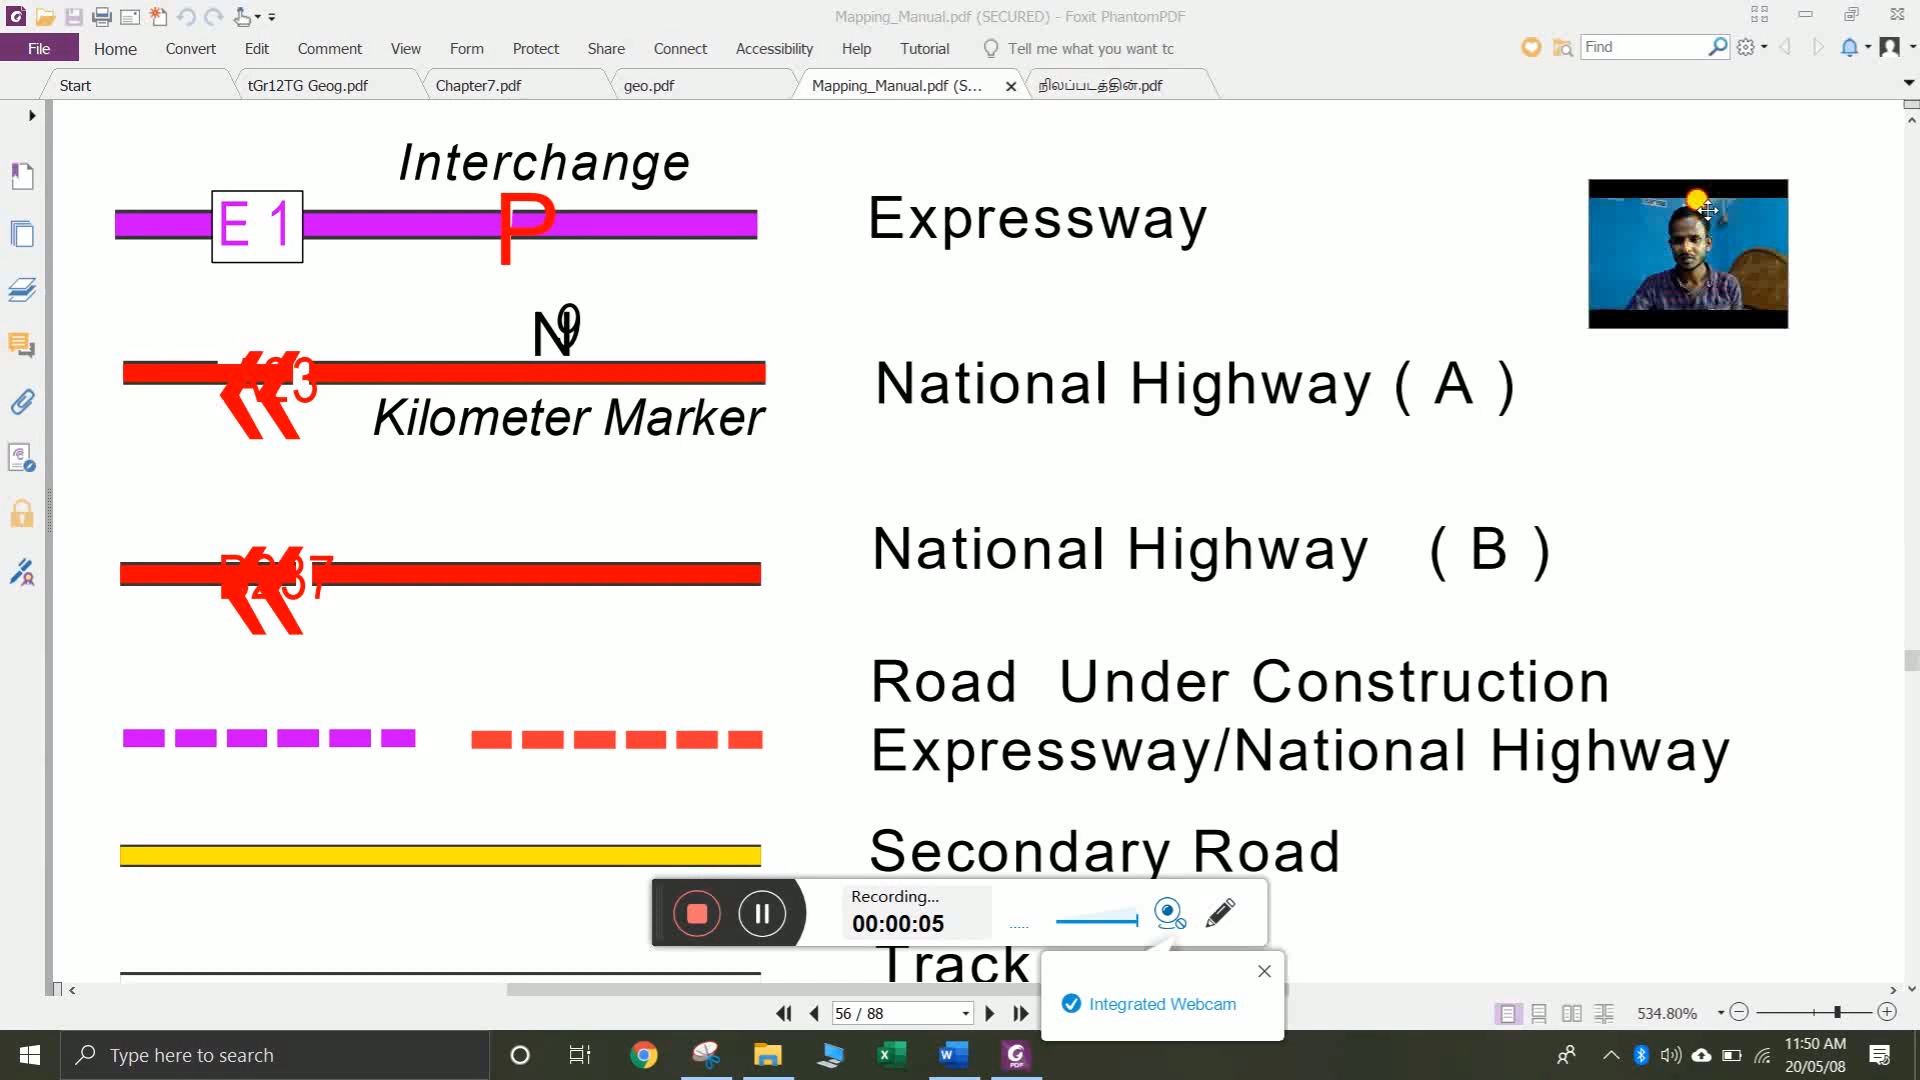 Mapping_Manual.pdf (SECURED) - Foxit PhantomPDF
File Home Convert Edit Comment View Form Protect Share Connect Accessibility Help Tutorial Tell me what you want tc Find
Start tGr12TG Geog.pdf Chapter7.pdf geo.pdf Mapping_Manual.pdf (S... நிலப்படத்தின்.pdf
Interchange
E 1 P Expressway
N 9
A23 National Highway ( A )
Kilometer Marker
B237 National Highway ( B )
Road Under Construction
Expressway/National Highway
Secondary Road
Recording...
00:00:05
Track
Integrated Webcam
56 / 88 534.80%
Type here to search
11:50 AM
20/05/08